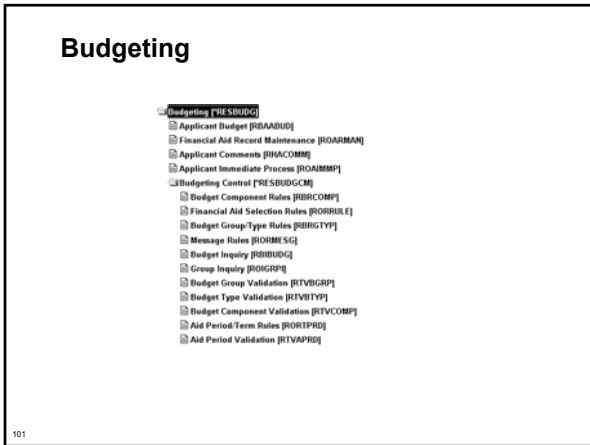 Budgeting
Budgeting [*RESBUDG]
Applicant Budget [RBAABUD]
Financial Aid Record Maintenance [ROARMAN]
Applicant Comments [RHACOMM]
Applicant Immediate Process [ROAIMMP]
Budgeting Control [*RESBUDGCM]
Budget Component Rules [RBRCOMP]
Financial Aid Selection Rules [RORRULE]
Budget Group/Type Rules [RBRGTYP]
Message Rules [RORMESG]
Budget Inquiry [RBIBUDG]
Group Inquiry [ROIGRPI]
Budget Group Validation [RTVBGRP]
Budget Type Validation [RTVBTYP]
Budget Component Validation [RTVCOMP]
Aid Period/Term Rules [RORTPRD]
Aid Period Validation [RTVAPRD]
101